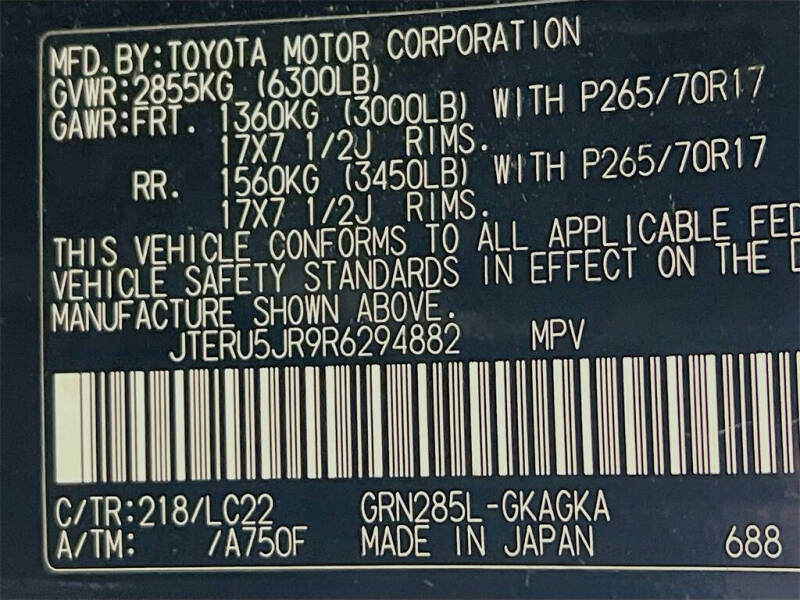 MFD. BY: TOYOTA MOTOR CORPORATION
GVWR: 2855KG (6300LB)
GAWR: FRT. 1360KG (3000LB) WITH P265/70R17
17X7 1/2J RIMS.
RR. 1560KG (3450LB) WITH P265/70R17
17X7 1/2J RIMS.
THIS VEHICLE CONFORMS TO ALL APPLICABLE FED
VEHICLE SAFETY STANDARDS IN EFFECT ON THE D
MANUFACTURE SHOWN ABOVE.
JTERU5JR9R6294882 MPV
C/TR: 218/LC22 GRN285L-GKAGKA
A/TM: /A750F MADE IN JAPAN 688